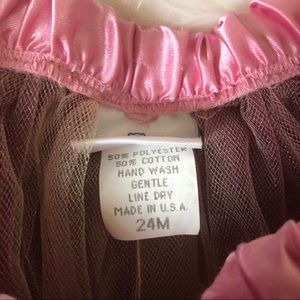 50% POLYESTER
50% COTTON
HAND WASH
GENTLE
LINE DRY
MADE IN U.S.A.
24M